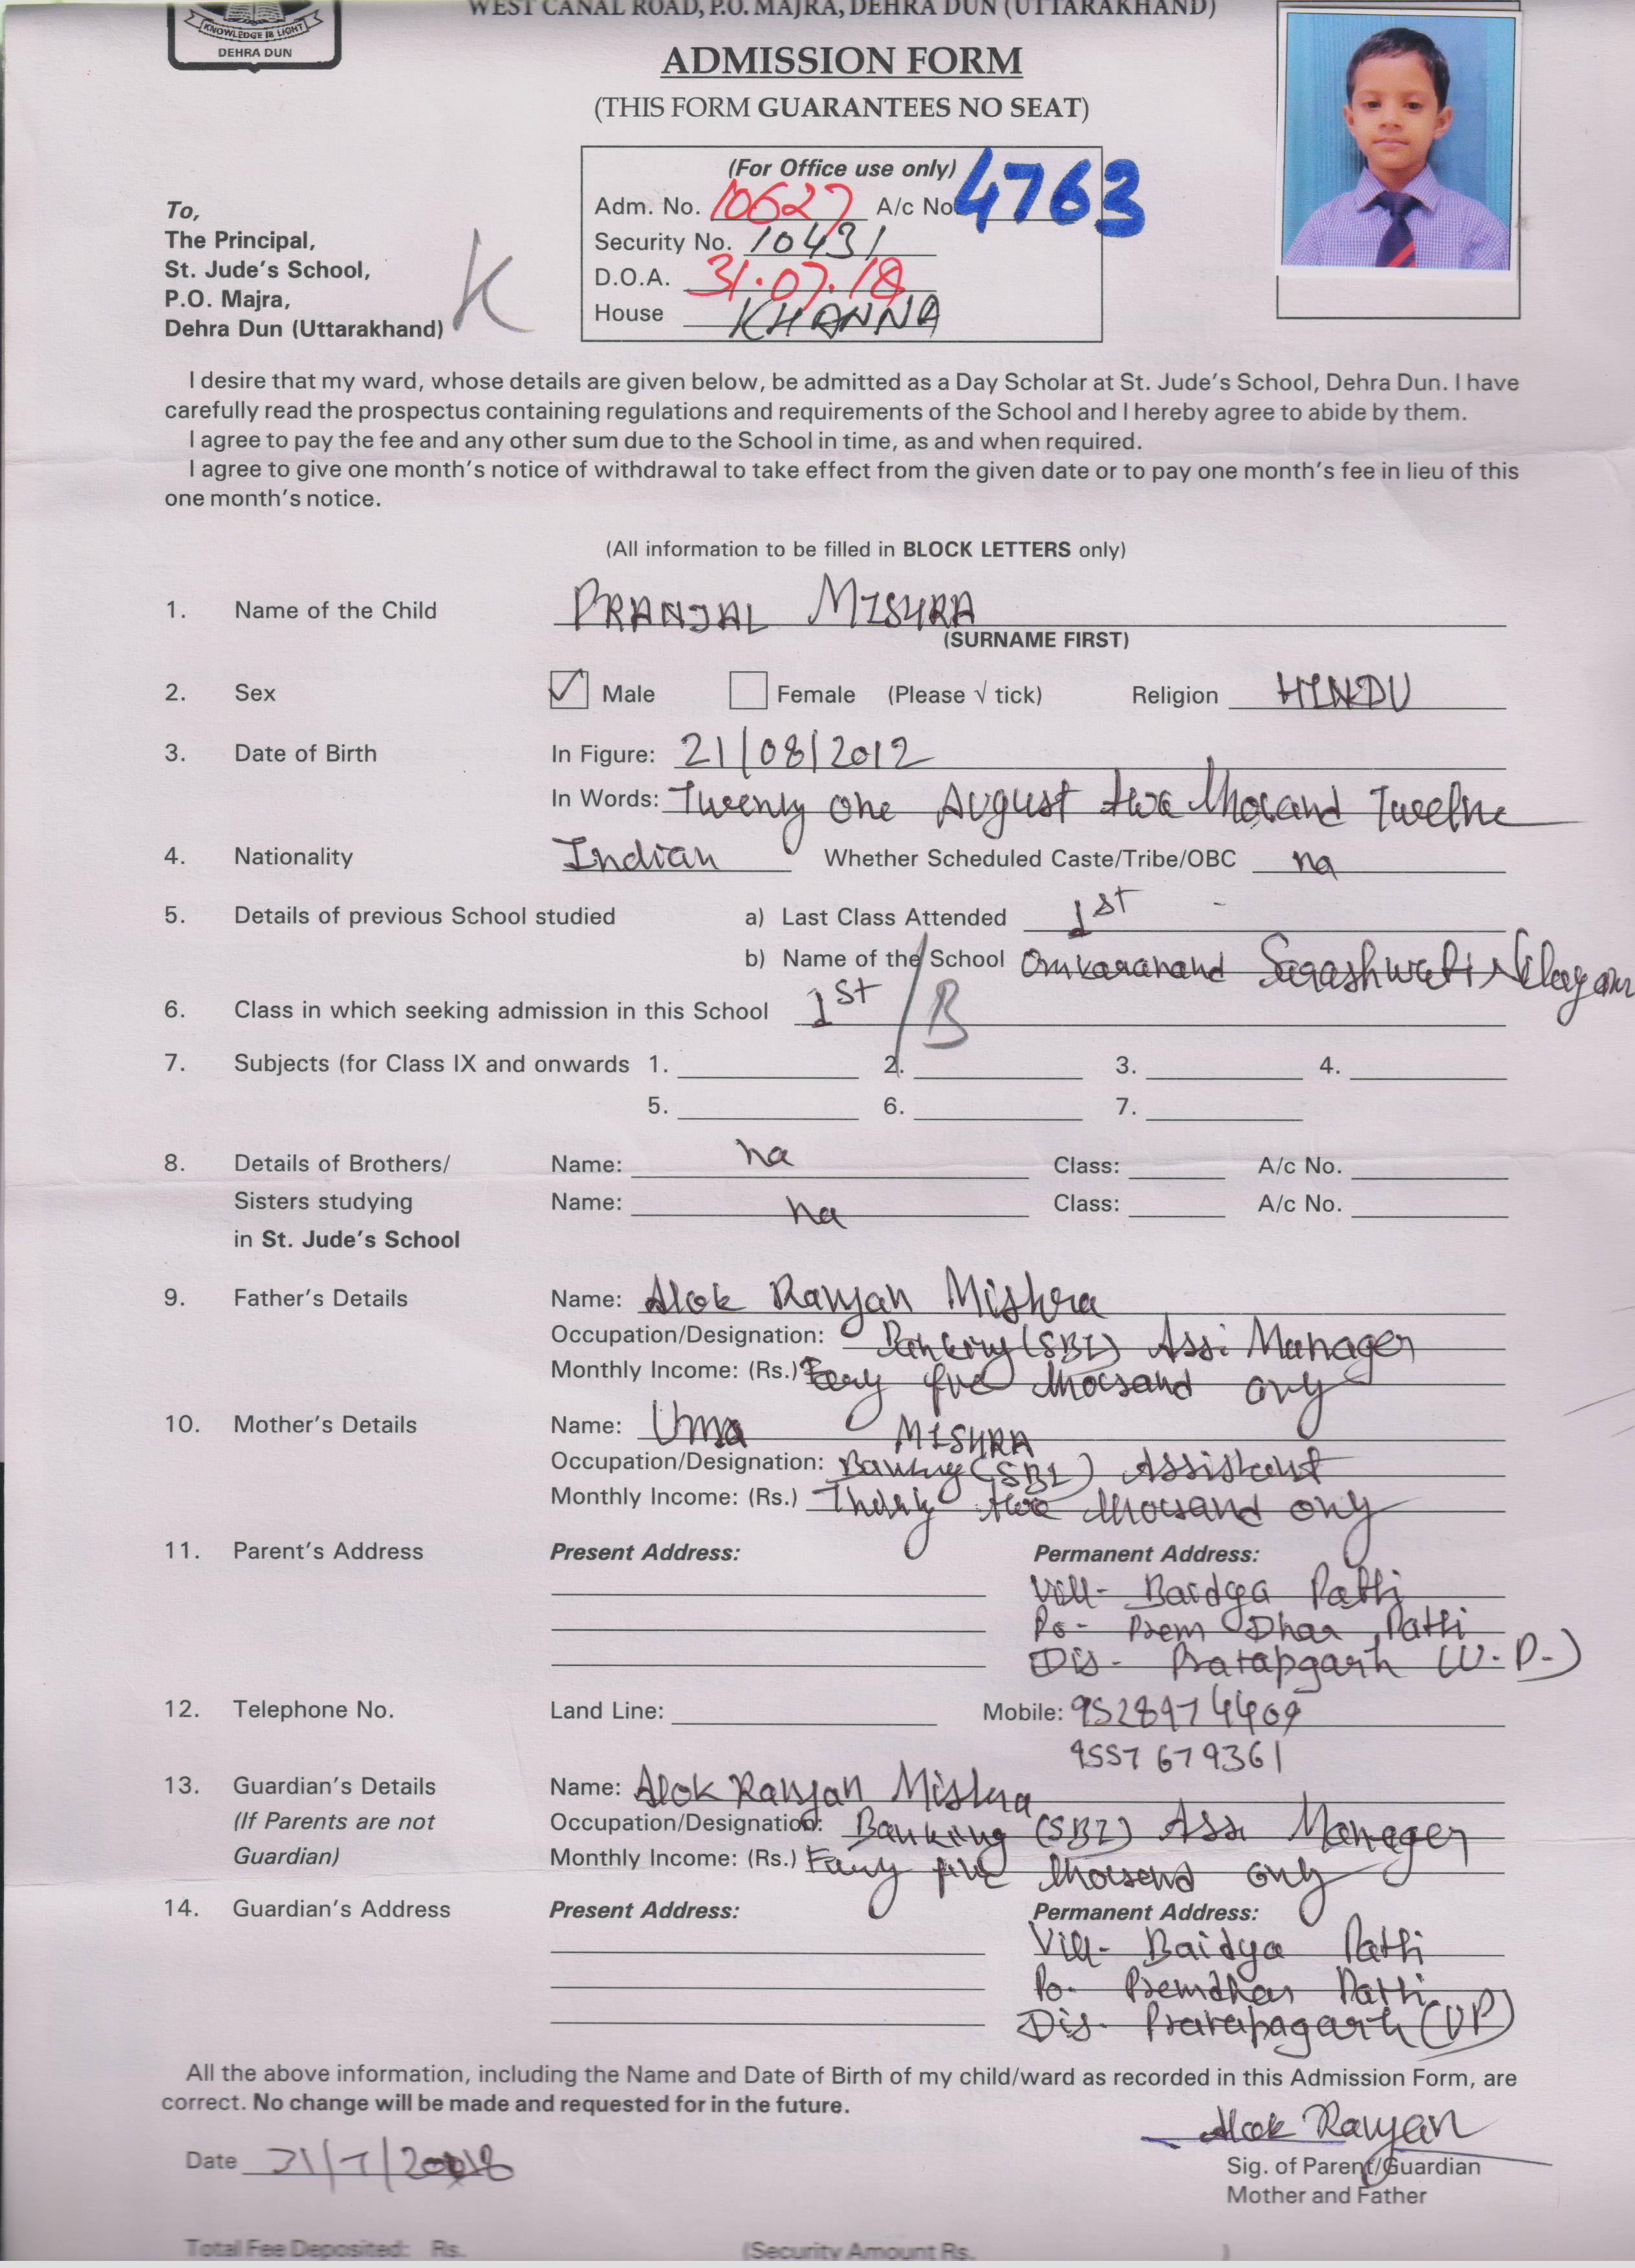 WEST CANAL ROAD, P.O. MAJRA, DEHRA DUN (UTTARAKHAND)
KNOWLEDGE IS LIGHT
DEHRA DUN
ADMISSION FORM
(THIS FORM GUARANTEES NO SEAT)
(For Office use only)
Adm. No. 10627 A/c No 4763
Security No. 10431
D.O.A. 31.07.18
House KHANNA
To,
The Principal,
St. Jude's School,
P.O. Majra,
Dehra Dun (Uttarakhand)
K
I desire that my ward, whose details are given below, be admitted as a Day Scholar at St. Jude's School, Dehra Dun. I have
carefully read the prospectus containing regulations and requirements of the School and I hereby agree to abide by them.
I agree to pay the fee and any other sum due to the School in time, as and when required.
I agree to give one month's notice of withdrawal to take effect from the given date or to pay one month's fee in lieu of this
one month's notice.
(All information to be filled in BLOCK LETTERS only)
1. Name of the Child PRANJAL MISHRA
(SURNAME FIRST)
2. Sex ✓ Male Female (Please √ tick) Religion HINDU
3. Date of Birth In Figure: 21/08/2012
In Words: Twenty one August two Thousand Twelve
4. Nationality Indian Whether Scheduled Caste/Tribe/OBC na
5. Details of previous School studied a) Last Class Attended 1st
b) Name of the School Omkaranand Sarashwati
6. Class in which seeking admission in this School 1st / B
7. Subjects (for Class IX and onwards 1. 2. 3. 4.
5. 6. 7.
8. Details of Brothers/ Name: na Class: A/c No.
Sisters studying Name: na Class: A/c No.
in St. Jude's School
9. Father's Details Name: Alok Ranjan Mishra
Occupation/Designation: Banking (SBI) Assi Manager
Monthly Income: (Rs.) five thousand ony
10. Mother's Details Name: Uma MISHRA
Occupation/Designation: Banking (SBI) Assistant
Monthly Income: (Rs.) Thirty two thousand ony
11. Parent's Address Present Address: Permanent Address:
Vill- Baidya Patti
Po- Prem Dhar Patti
Dis- Pratapgarh (U.P.)
12. Telephone No. Land Line: Mobile: 9528974409
9557679361
13. Guardian's Details Name: Alok Ranjan Mishra
(If Parents are not Occupation/Designation: Banking (SBI) Assi Maneger
Guardian) Monthly Income: (Rs.) five thousand only
14. Guardian's Address Present Address: Permanent Address:
Vill- Baidya Patti
Po- Premdhar Patti
Dis- Pratapagarh (UP)
All the above information, including the Name and Date of Birth of my child/ward as recorded in this Admission Form, are
correct. No change will be made and requested for in the future.
Alok Ranjan
Date 31/7/2018
Sig. of Parent/Guardian
Mother and Father
Total Fee Deposited: Rs. (Security Amount Rs. )